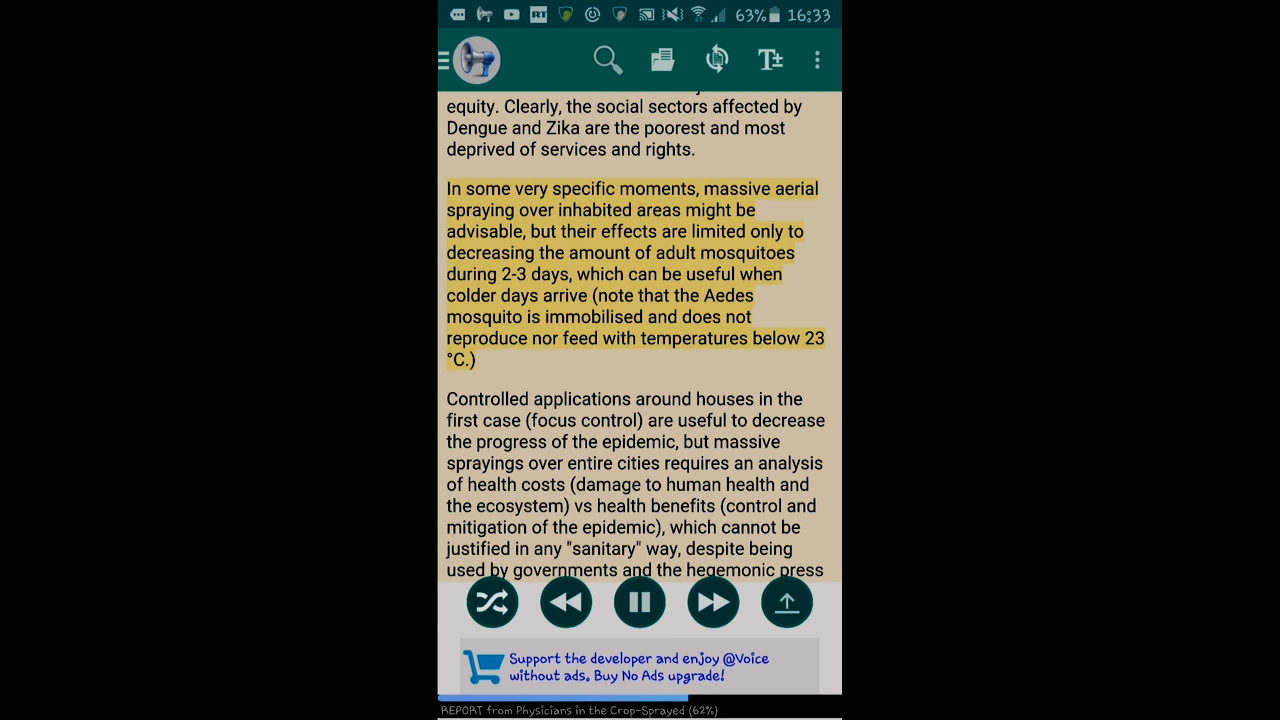 RT
63%
16:33
T±
equity. Clearly, the social sectors affected by
Dengue and Zika are the poorest and most
deprived of services and rights.
In some very specific moments, massive aerial
spraying over inhabited areas might be
advisable, but their effects are limited only to
decreasing the amount of adult mosquitoes
during 2-3 days, which can be useful when
colder days arrive (note that the Aedes
mosquito is immobilised and does not
reproduce nor feed with temperatures below 23
°C.)
Controlled applications around houses in the
first case (focus control) are useful to decrease
the progress of the epidemic, but massive
sprayings over entire cities requires an analysis
of health costs (damage to human health and
the ecosystem) vs health benefits (control and
mitigation of the epidemic), which cannot be
justified in any "sanitary" way, despite being
used by governments and the hegemonic press
Support the developer and enjoy @Voice
without ads. Buy No Ads upgrade!
REPORT from Physicians in the Crop-Sprayed (62%)